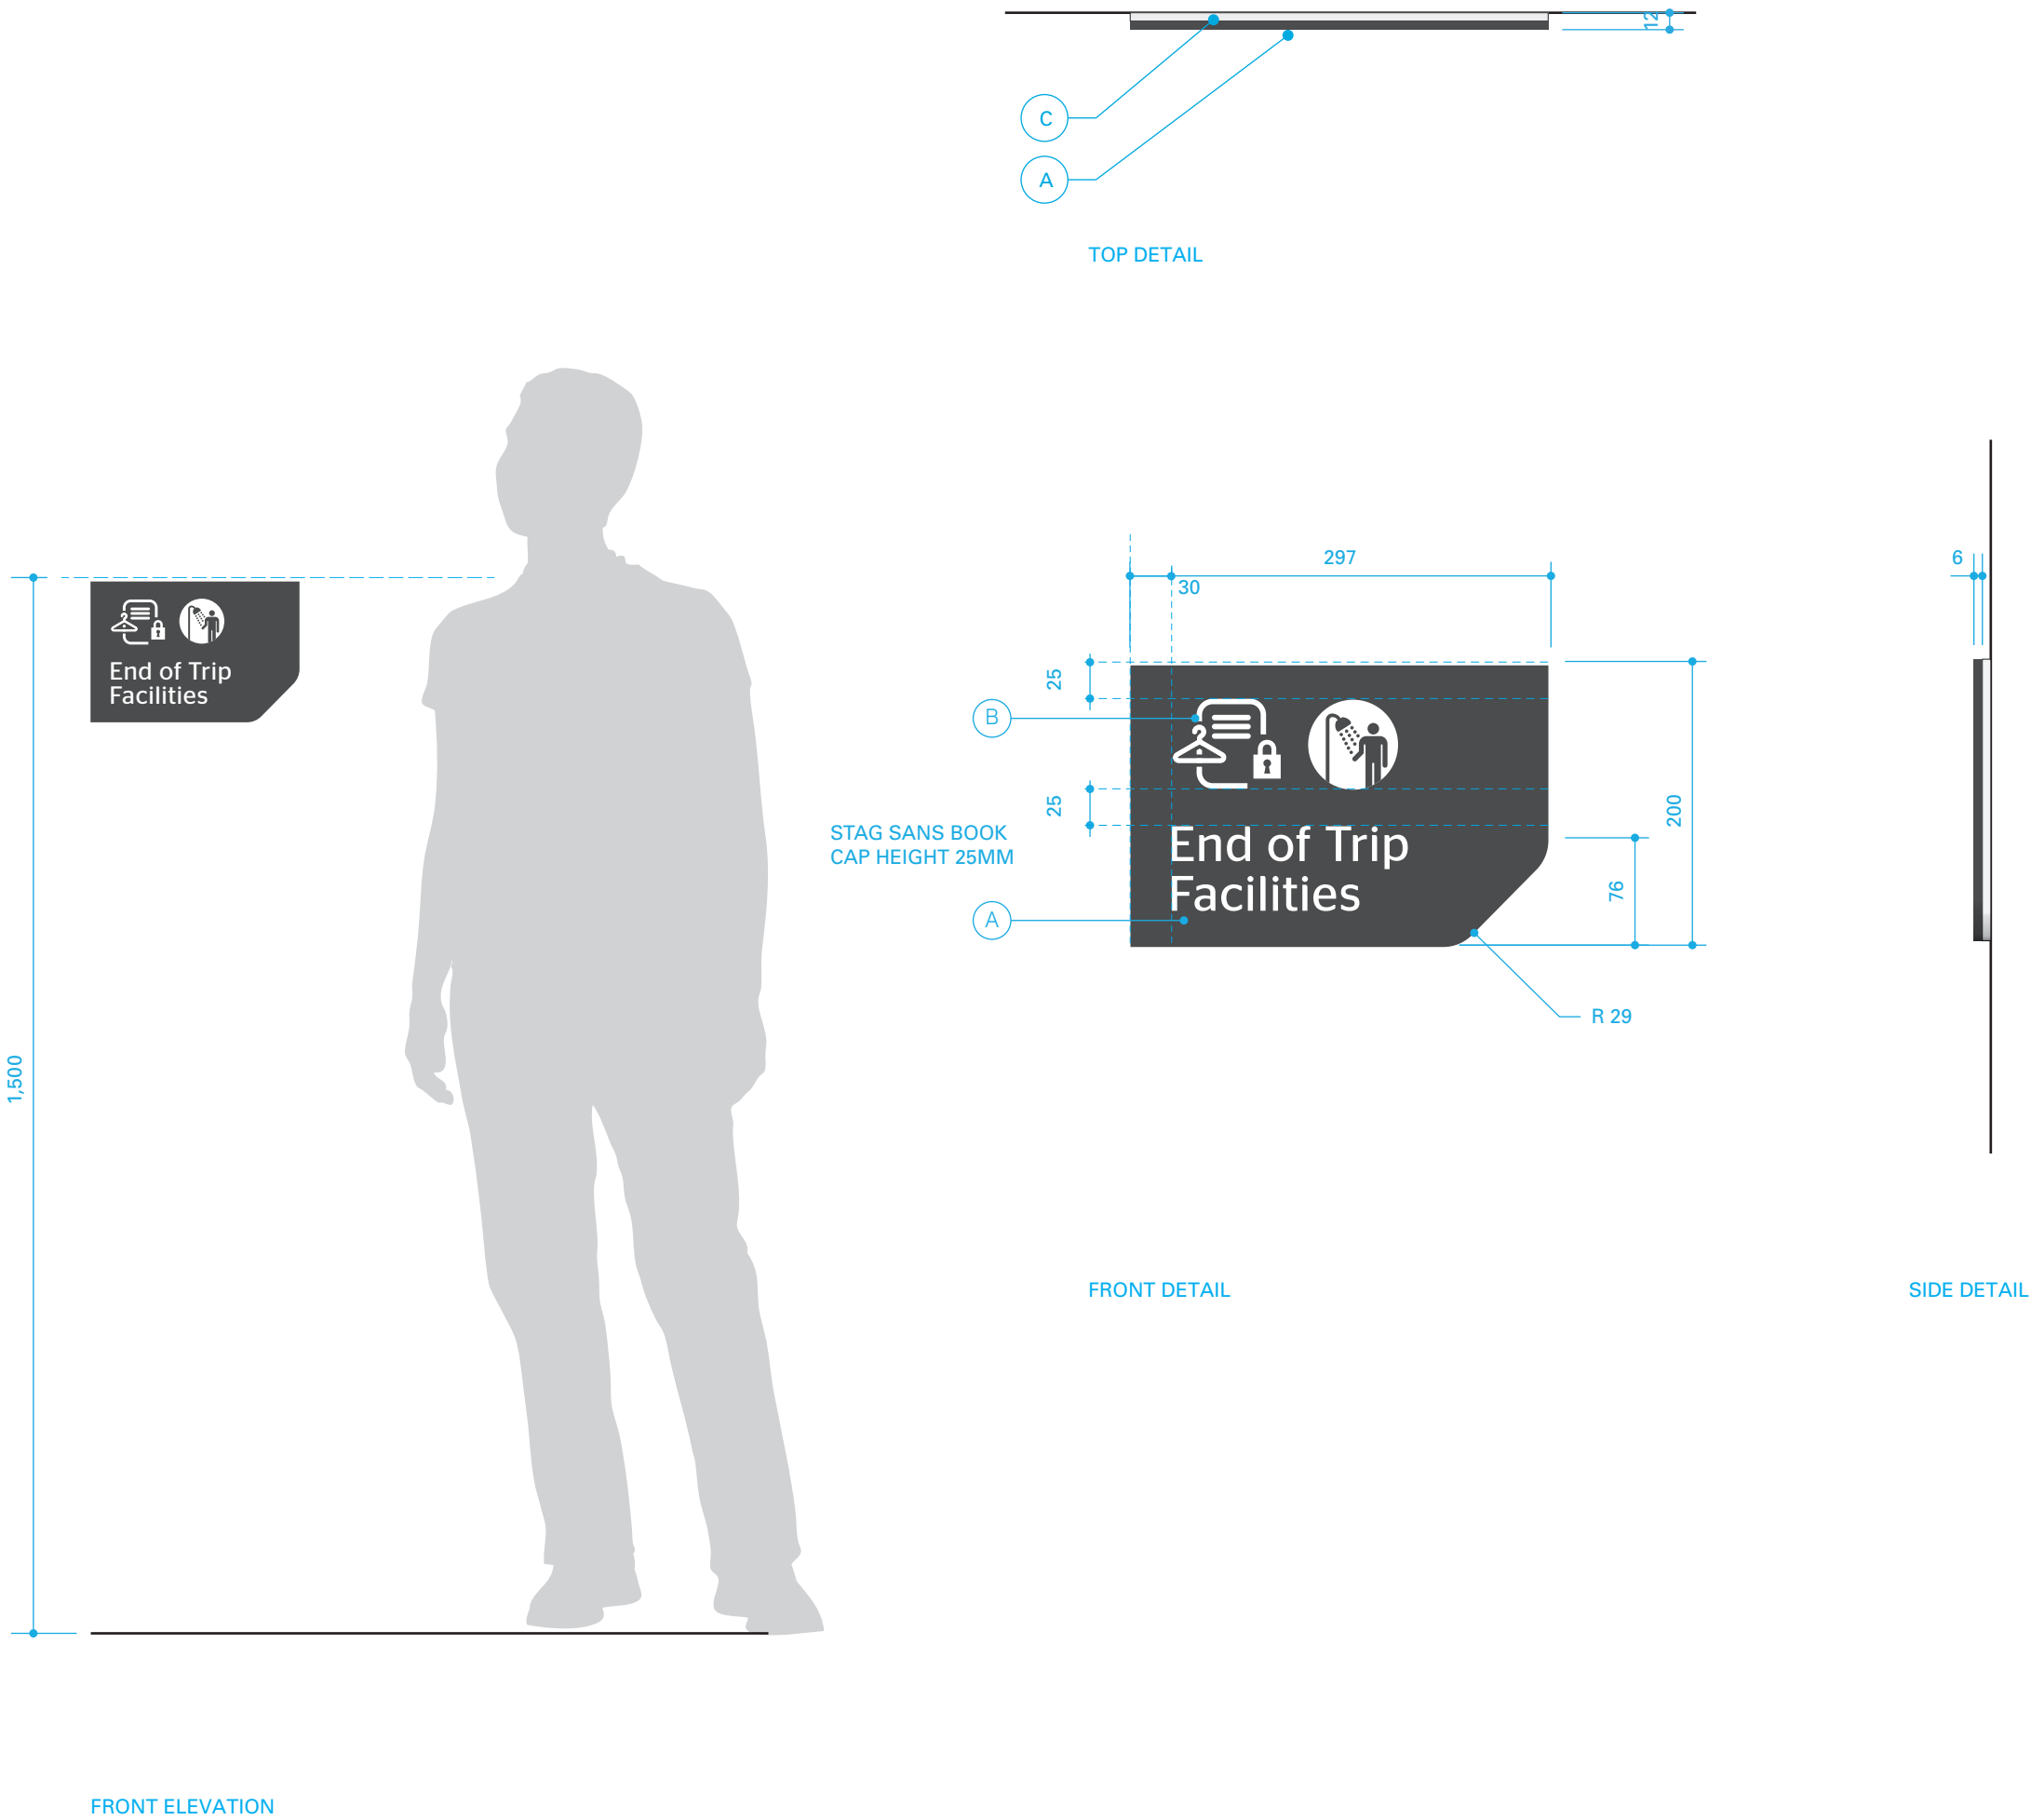 12
C
A
TOP DETAIL
End of Trip
Facilities
1,500
FRONT ELEVATION
297
30
25
B
25
STAG SANS BOOK
CAP HEIGHT 25MM
End of Trip
Facilities
A
200
76
R 29
FRONT DETAIL
6
SIDE DETAIL